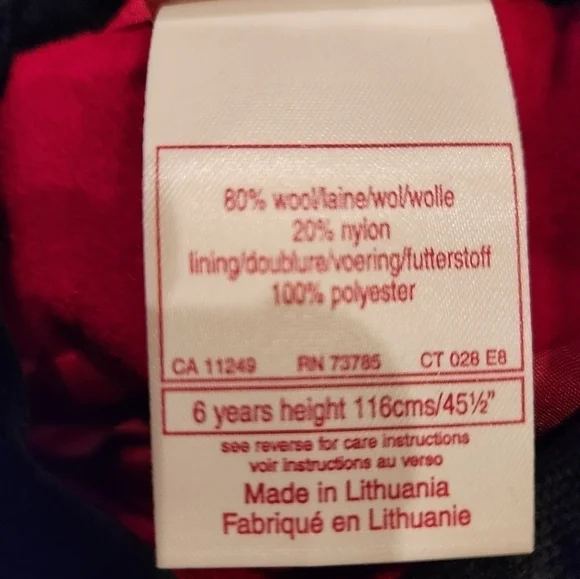 80% wool/laine/wol/wolle
20% nylon
lining/doublure/voering/futterstoff
100% polyester
CA 11249 RN 73785 CT 028 E8
6 years height 116cms/45½"
see reverse for care instructions
voir instructions au verso
Made in Lithuania
Fabriqué en Lithuanie